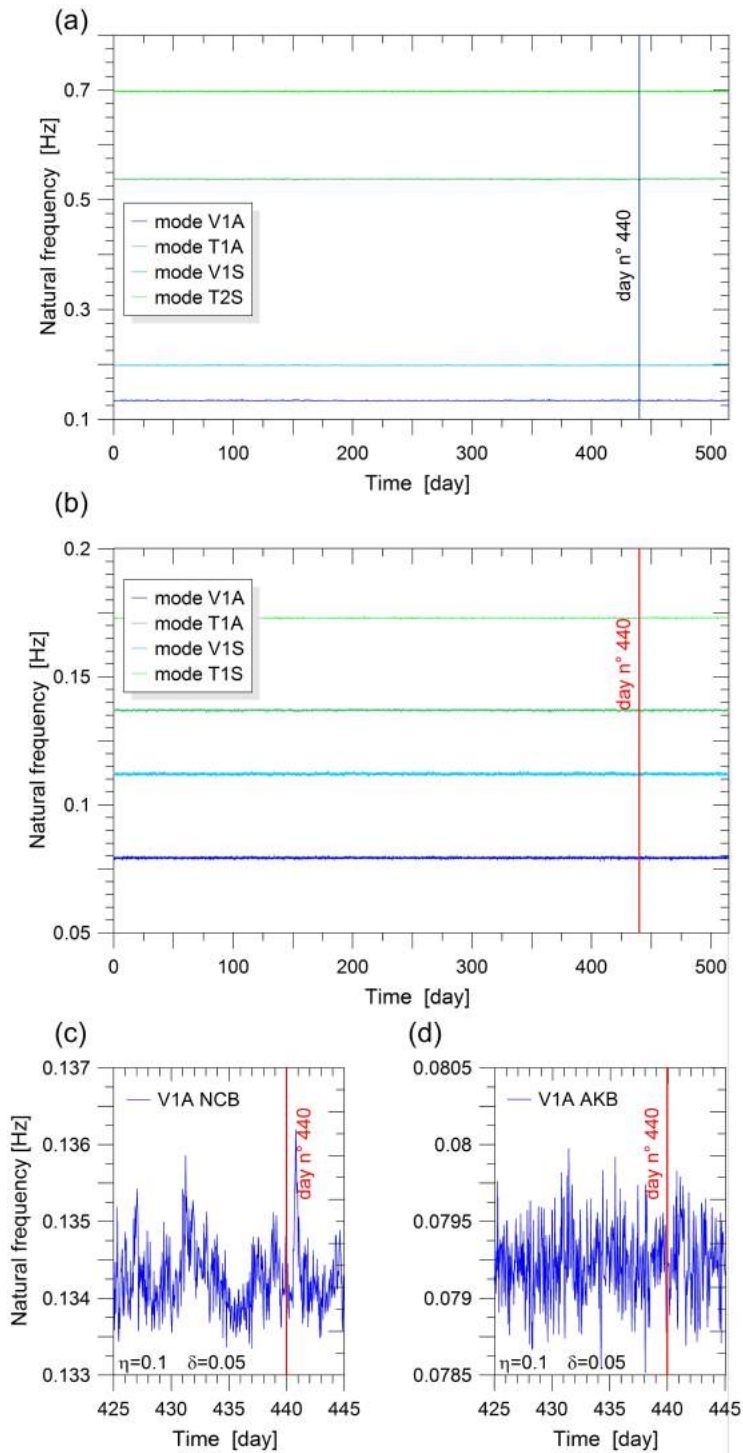 (a)
Natural frequency [Hz]
0.7
0.5
0.3
0.1
mode V1A
mode T1A
mode V1S
mode T2S
day n° 440
0 100 200 300 400 500
Time [day]
(b)
Natural frequency [Hz]
0.2
0.15
0.1
0.05
mode V1A
mode T1A
mode V1S
mode T1S
day n° 440
0 100 200 300 400 500
Time [day]
(c)
Natural frequency [Hz]
0.137
0.136
0.135
0.134
0.133
V1A NCB
day n° 440
η=0.1 δ=0.05
425 430 435 440 445
Time [day]
(d)
0.0805
0.08
0.0795
0.079
0.0785
V1A AKB
day n° 440
η=0.1 δ=0.05
425 430 435 440 445
Time [day]